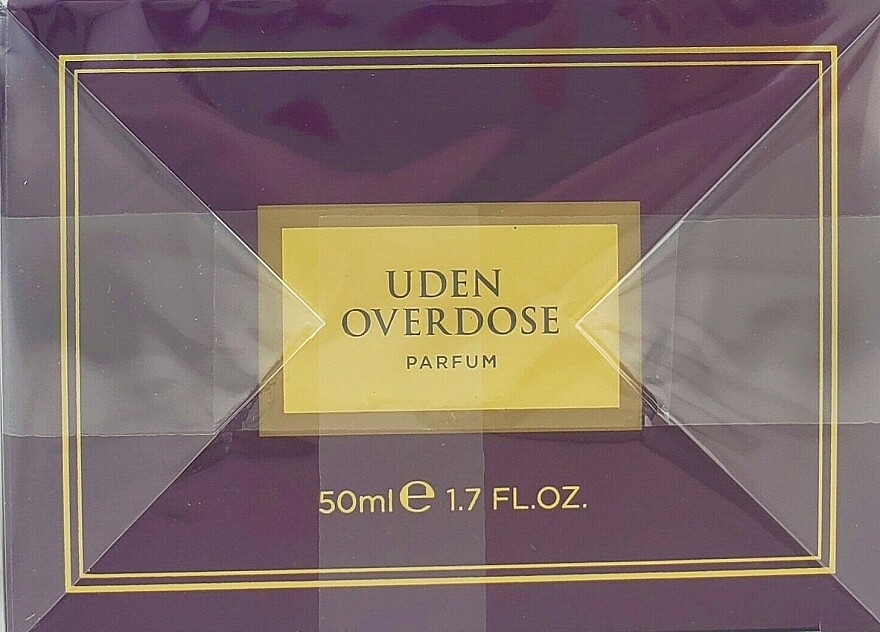 UDEN
OVERDOSE
PARFUM
50ml ℮ 1.7 FL.OZ.